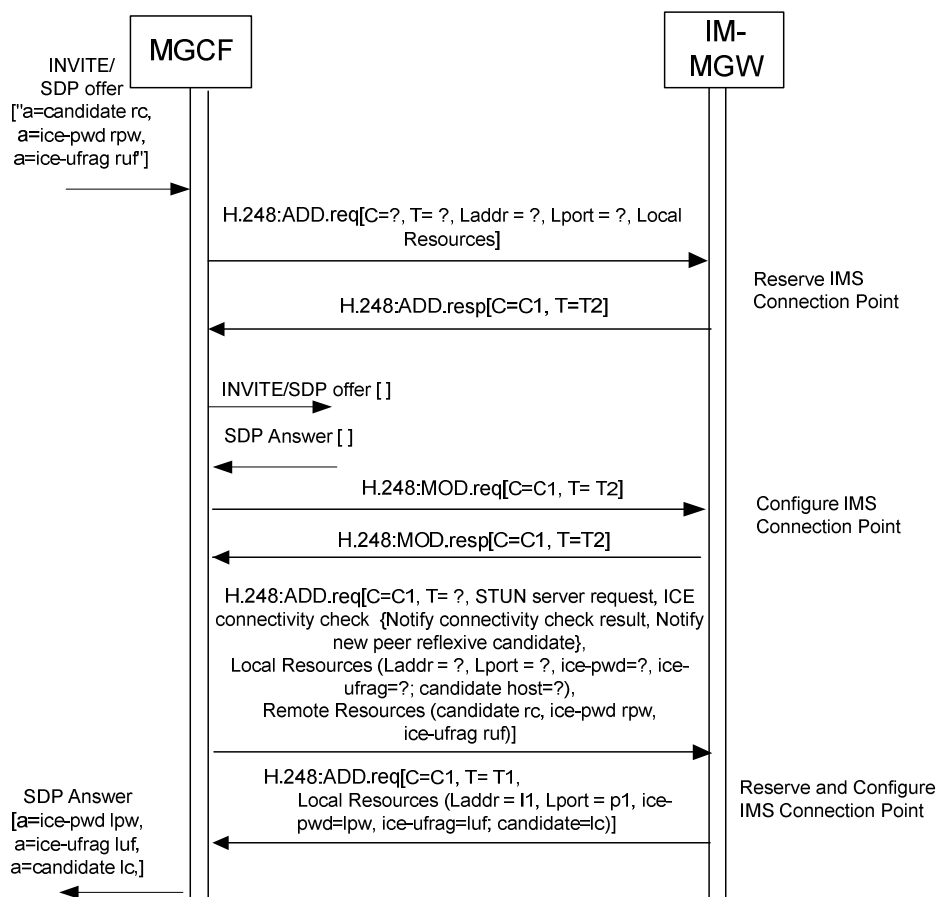 MGCF
IM-
MGW
INVITE/
SDP offer
["a=candidate rc,
a=ice-pwd rpw,
a=ice-ufrag ruf"]
H.248:ADD.req[C=?, T= ?, Laddr = ?, Lport = ?, Local
Resources]
Reserve IMS
Connection Point
H.248:ADD.resp[C=C1, T=T2]
INVITE/SDP offer [ ]
SDP Answer [ ]
H.248:MOD.req[C=C1, T= T2]
Configure IMS
Connection Point
H.248:MOD.resp[C=C1, T=T2]
H.248:ADD.req[C=C1, T= ?, STUN server request, ICE
connectivity check {Notify connectivity check result, Notify
new peer reflexive candidate},
Local Resources (Laddr = ?, Lport = ?, ice-pwd=?, ice-
ufrag=?; candidate host=?),
Remote Resources (candidate rc, ice-pwd rpw,
ice-ufrag ruf)]
H.248:ADD.req[C=C1, T= T1,
Local Resources (Laddr = l1, Lport = p1, ice-
pwd=lpw, ice-ufrag=luf; candidate=lc)]
Reserve and Configure
IMS Connection Point
SDP Answer
[a=ice-pwd lpw,
a=ice-ufrag luf,
a=candidate lc,]